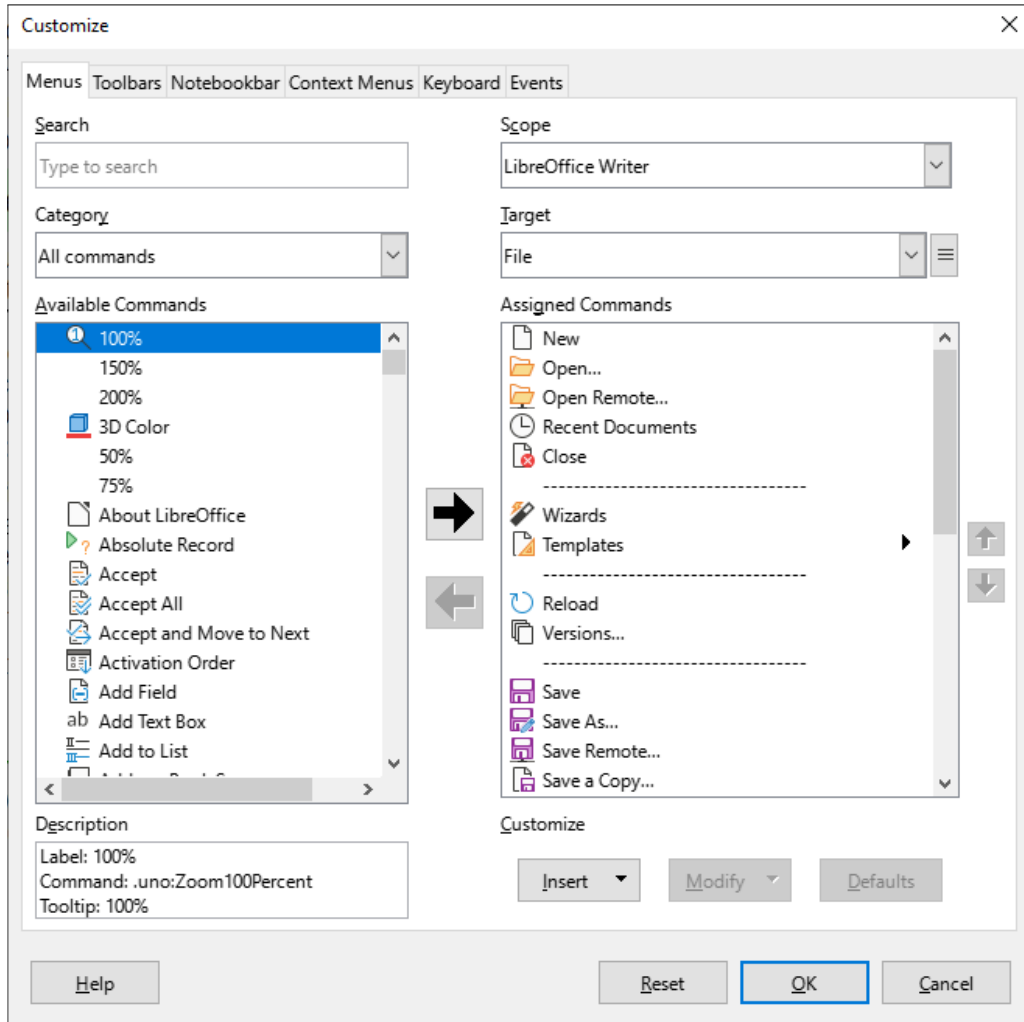 Customize
Menus Toolbars Notebookbar Context Menus Keyboard Events
Search
Type to search
Category
All commands
Available Commands
100%
150%
200%
3D Color
50%
75%
About LibreOffice
Absolute Record
Accept
Accept All
Accept and Move to Next
Activation Order
Add Field
ab Add Text Box
Add to List
Description
Label: 100%
Command: .uno:Zoom100Percent
Tooltip: 100%
Scope
LibreOffice Writer
Target
File
Assigned Commands
New
Open...
Open Remote...
Recent Documents
Close
----------------------------------
Wizards
Templates
----------------------------------
Reload
Versions...
----------------------------------
Save
Save As...
Save Remote...
Save a Copy...
Customize
Insert Modify Defaults
Help Reset OK Cancel